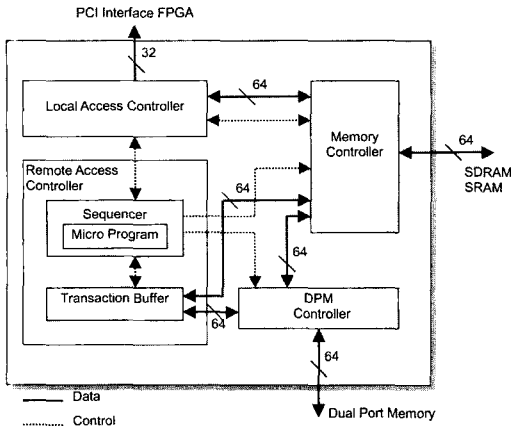 PCI Interface FPGA
32
Local Access Controller
64
Memory
Controller
64
SDRAM
SRAM
Remote Access
Controller
64
Sequencer
Micro Program
64
Transaction Buffer
64
DPM
Controller
64
Data
Control
Dual Port Memory